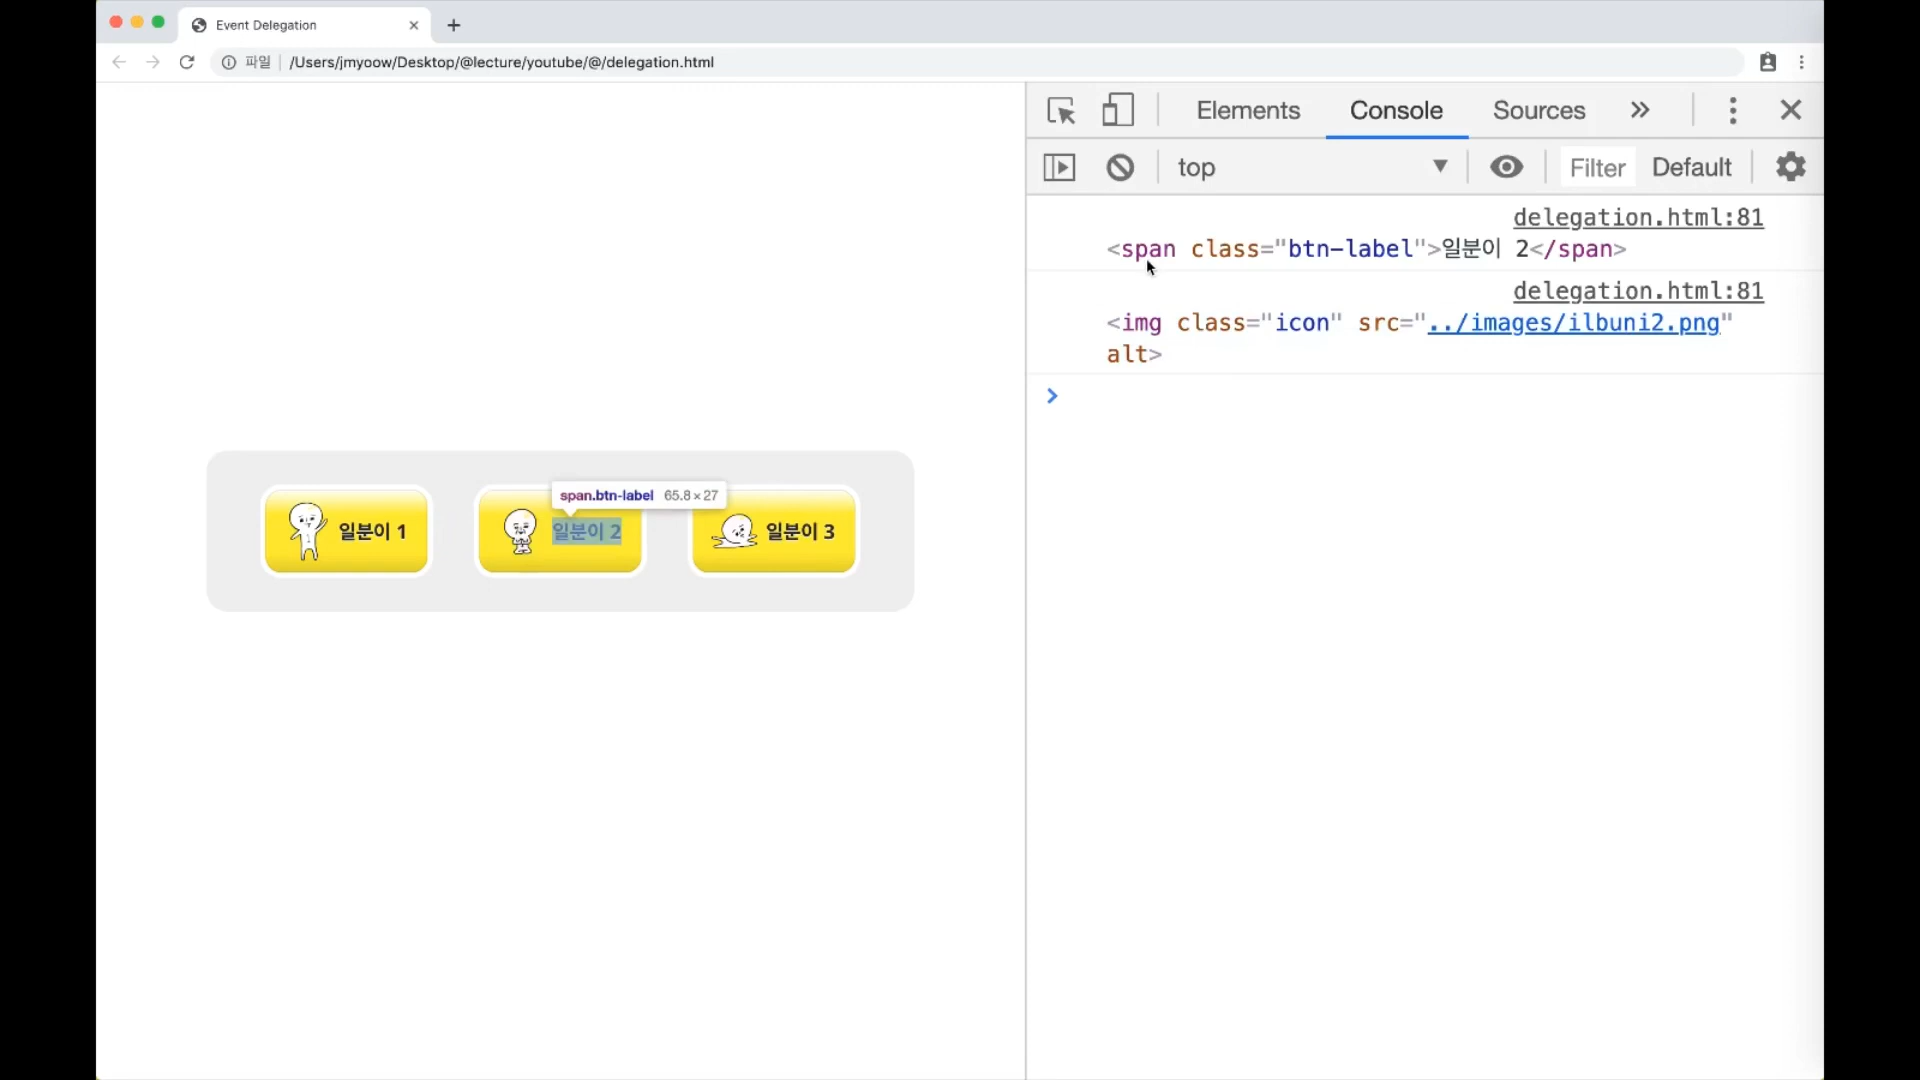 Event Delegation
파일 /Users/jmyoow/Desktop/@lecture/youtube/@/delegation.html
Elements Console Sources
top Filter Default
delegation.html:81
<span class="btn-label">일분이 2</span>
delegation.html:81
<img class="icon" src="../images/ilbuni2.png"
alt>
span.btn-label 65.8×27
일분이 1 일분이 2 일분이 3